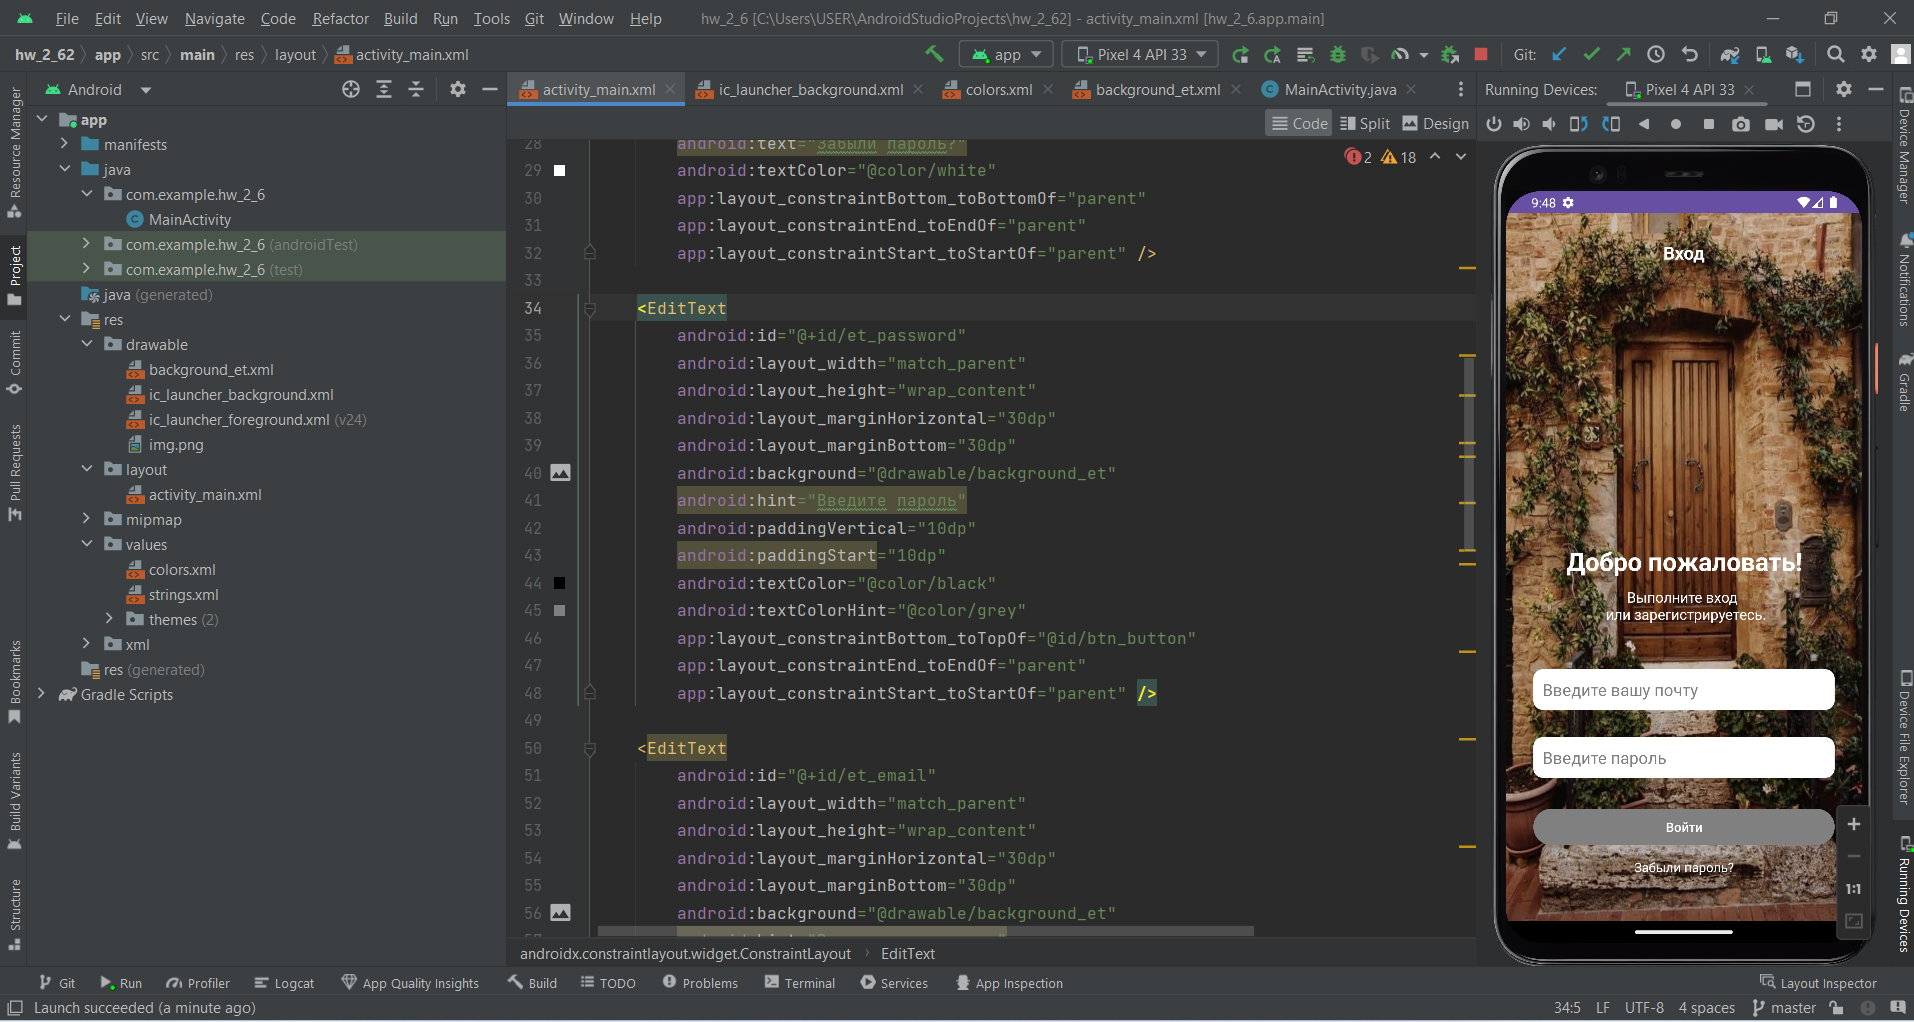 File Edit View Navigate Code Refactor Build Run Tools Git Window Help hw_2_6 [C:\Users\USER\AndroidStudioProjects\hw_2_62] - activity_main.xml [hw_2_6.app.main]
hw_2_62 app src main res layout activity_main.xml app Pixel 4 API 33 Git:
Android
activity_main.xml ic_launcher_background.xml colors.xml background_et.xml MainActivity.java
Running Devices: Pixel 4 API 33
Code Split Design
2 18
Resource Manager
Project
Commit
Pull Requests
Bookmarks
Build Variants
Structure
app
manifests
java
com.example.hw_2_6
MainActivity
com.example.hw_2_6 (androidTest)
com.example.hw_2_6 (test)
java (generated)
res
drawable
background_et.xml
ic_launcher_background.xml
ic_launcher_foreground.xml (v24)
img.png
layout
activity_main.xml
mipmap
values
colors.xml
strings.xml
themes (2)
xml
res (generated)
Gradle Scripts
28 android:text="Забыли пароль?"
29 android:textColor="@color/white"
30 app:layout_constraintBottom_toBottomOf="parent"
31 app:layout_constraintEnd_toEndOf="parent"
32 app:layout_constraintStart_toStartOf="parent" />
33
34 <EditText
35 android:id="@+id/et_password"
36 android:layout_width="match_parent"
37 android:layout_height="wrap_content"
38 android:layout_marginHorizontal="30dp"
39 android:layout_marginBottom="30dp"
40 android:background="@drawable/background_et"
41 android:hint="Введите пароль"
42 android:paddingVertical="10dp"
43 android:paddingStart="10dp"
44 android:textColor="@color/black"
45 android:textColorHint="@color/grey"
46 app:layout_constraintBottom_toTopOf="@id/btn_button"
47 app:layout_constraintEnd_toEndOf="parent"
48 app:layout_constraintStart_toStartOf="parent" />
49
50 <EditText
51 android:id="@+id/et_email"
52 android:layout_width="match_parent"
53 android:layout_height="wrap_content"
54 android:layout_marginHorizontal="30dp"
55 android:layout_marginBottom="30dp"
56 android:background="@drawable/background_et"
androidx.constraintlayout.widget.ConstraintLayout EditText
9:48
Вход
Добро пожаловать!
Выполните вход
или зарегистрируетесь.
Введите вашу почту
Введите пароль
Войти
Забыли пароль?
1:1
Device Manager
Notifications
Gradle
Device File Explorer
Running Devices
Git Run Profiler Logcat App Quality Insights Build TODO Problems Terminal Services App Inspection Layout Inspector
Launch succeeded (a minute ago) 34:5 LF UTF-8 4 spaces master